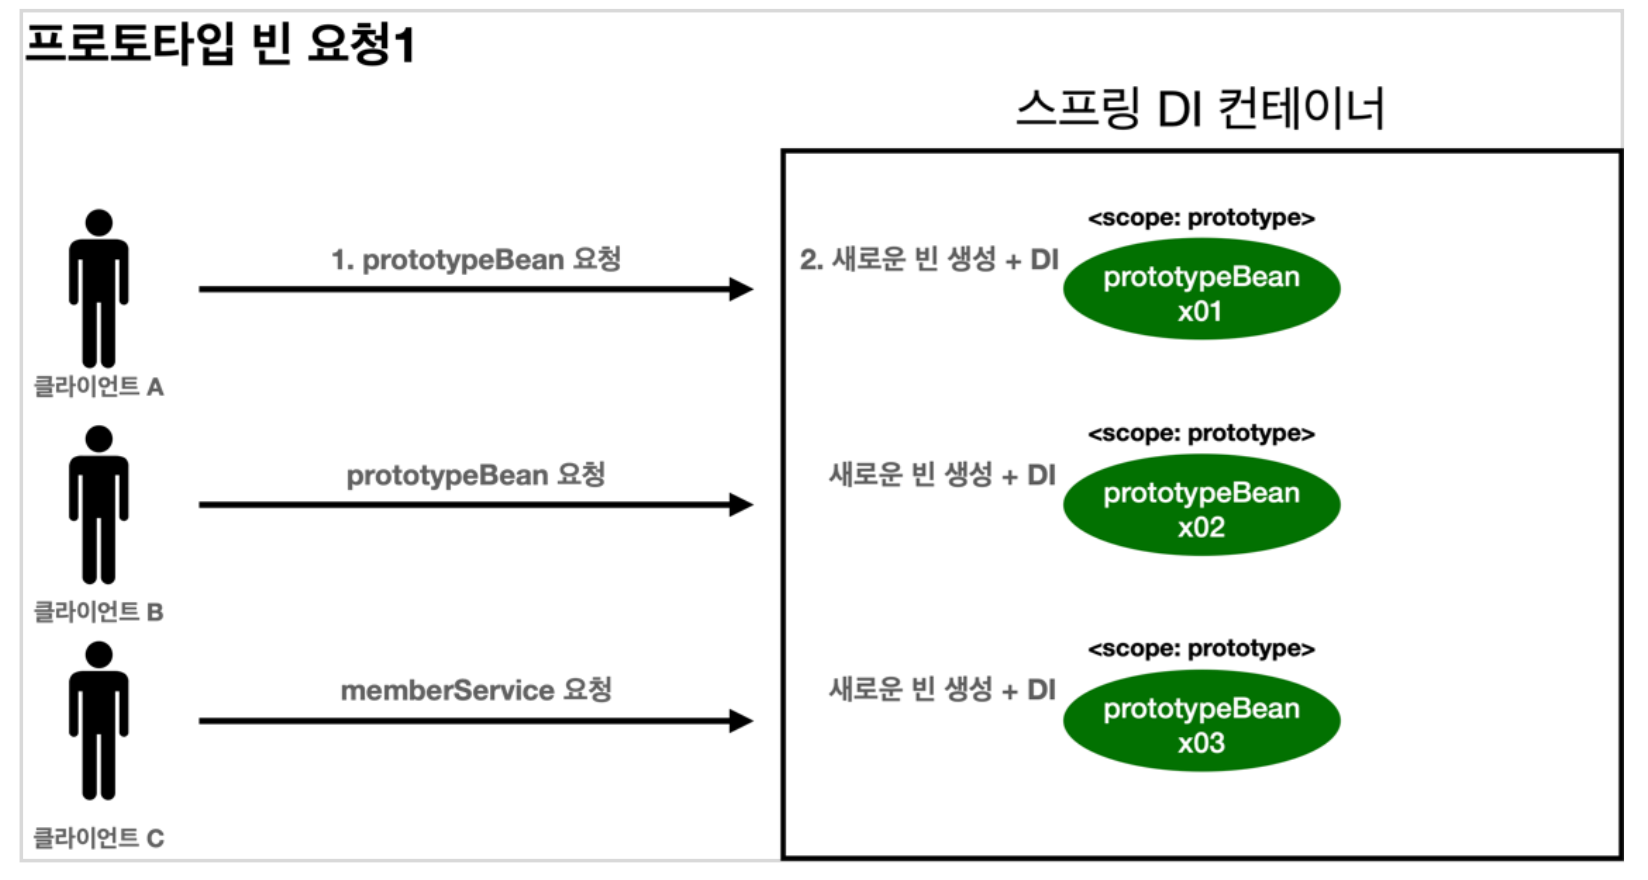 프로토타입 빈 요청1
스프링 DI 컨테이너
<scope: prototype>
1. prototypeBean 요청
2. 새로운 빈 생성 + DI
prototypeBean
x01
클라이언트 A
<scope: prototype>
prototypeBean 요청
새로운 빈 생성 + DI
prototypeBean
x02
클라이언트 B
<scope: prototype>
memberService 요청
새로운 빈 생성 + DI
prototypeBean
x03
클라이언트 C